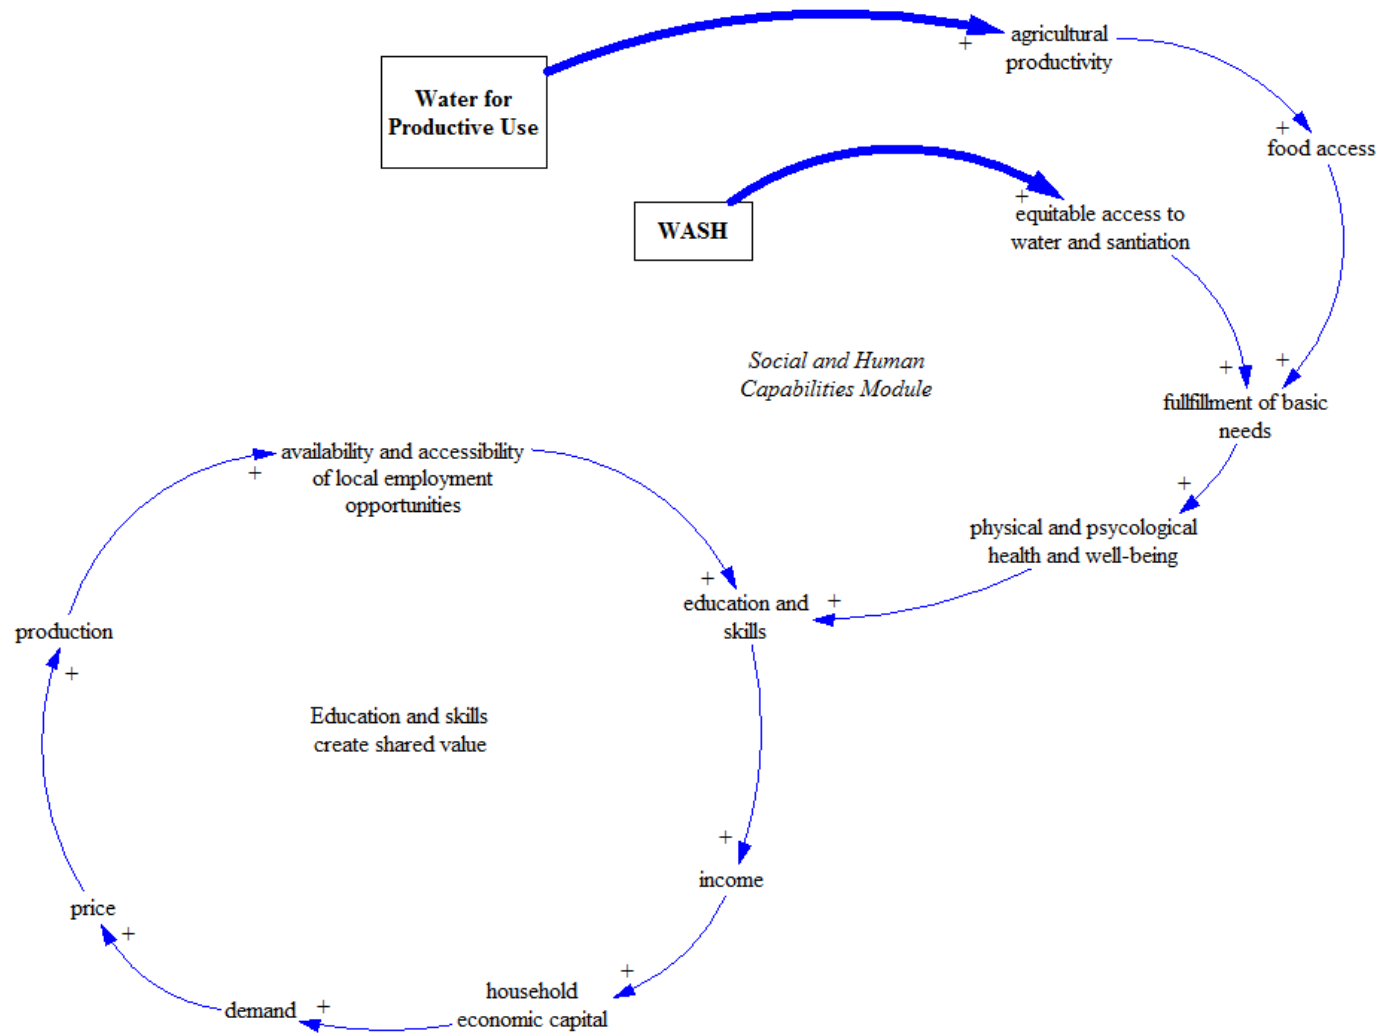 agricultural
productivity
+
Water for
Productive Use
+
food access
+
WASH
equitable access to
water and santiation
Social and Human
Capabilities Module
+
+
fullfillment of basic
needs
+
availability and accessibility
of local employment
opportunities
+
physical and psycological
health and well-being
+
education and
skills
+
production
+
Education and skills
create shared value
+
income
price
+
+
household
economic capital
demand
+